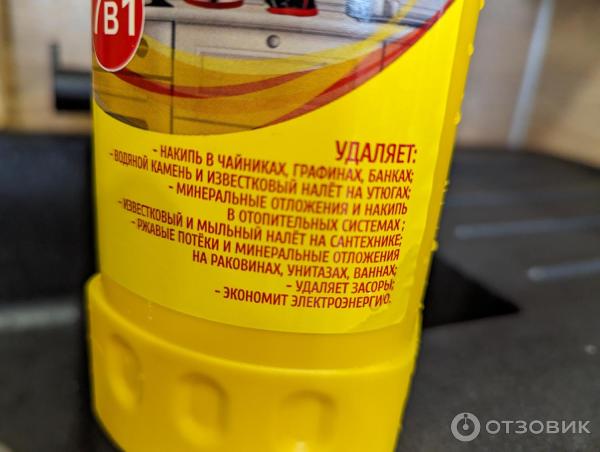 7В1
УДАЛЯЕТ:
- НАКИПЬ В ЧАЙНИКАХ, ГРАФИНАХ, БАНКАХ;
- ВОДЯНОЙ КАМЕНЬ И ИЗВЕСТКОВЫЙ НАЛЁТ НА УТЮГАХ;
- МИНЕРАЛЬНЫЕ ОТЛОЖЕНИЯ И НАКИПЬ
В ОТОПИТЕЛЬНЫХ СИСТЕМАХ ;
- ИЗВЕСТКОВЫЙ И МЫЛЬНЫЙ НАЛЁТ НА САНТЕХНИКЕ;
- РЖАВЫЕ ПОТЁКИ И МИНЕРАЛЬНЫЕ ОТЛОЖЕНИЯ
НА РАКОВИНАХ, УНИТАЗАХ, ВАННАХ;
- УДАЛЯЕТ ЗАСОРЫ;
- ЭКОНОМИТ ЭЛЕКТРОЭНЕРГИЮ.
ОТЗОВИК